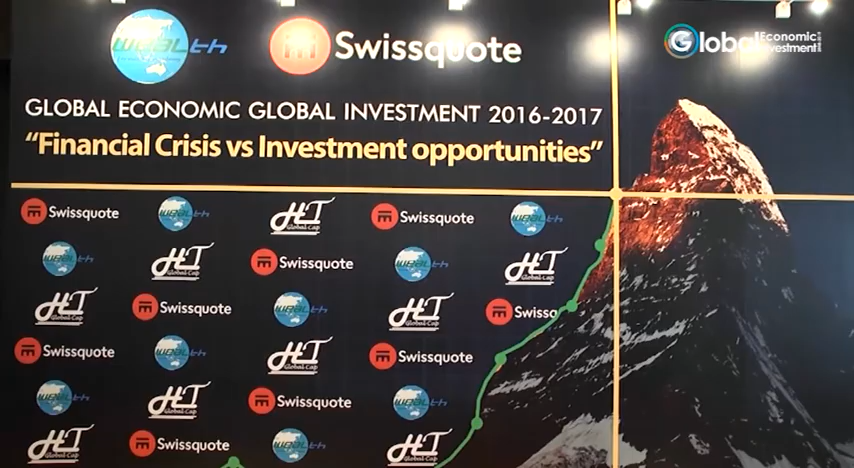 WEALth Swissquote Global Economic Investment
GLOBAL ECONOMIC GLOBAL INVESTMENT 2016-2017
“Financial Crisis vs Investment opportunities”
Swissquote WEALth HT Global Cap Swissquote WEALth
WEALth HT Global Cap Swissquote WEALth HT Global Cap
HT Global Cap Swissquote WEALth HT Global Cap Swissq
Swissquote WEALth HT Global Cap Swissquote
WEALth HT Global Cap Swissquote WEALth
HT Global Cap Swissquote WEALth HT Global Cap